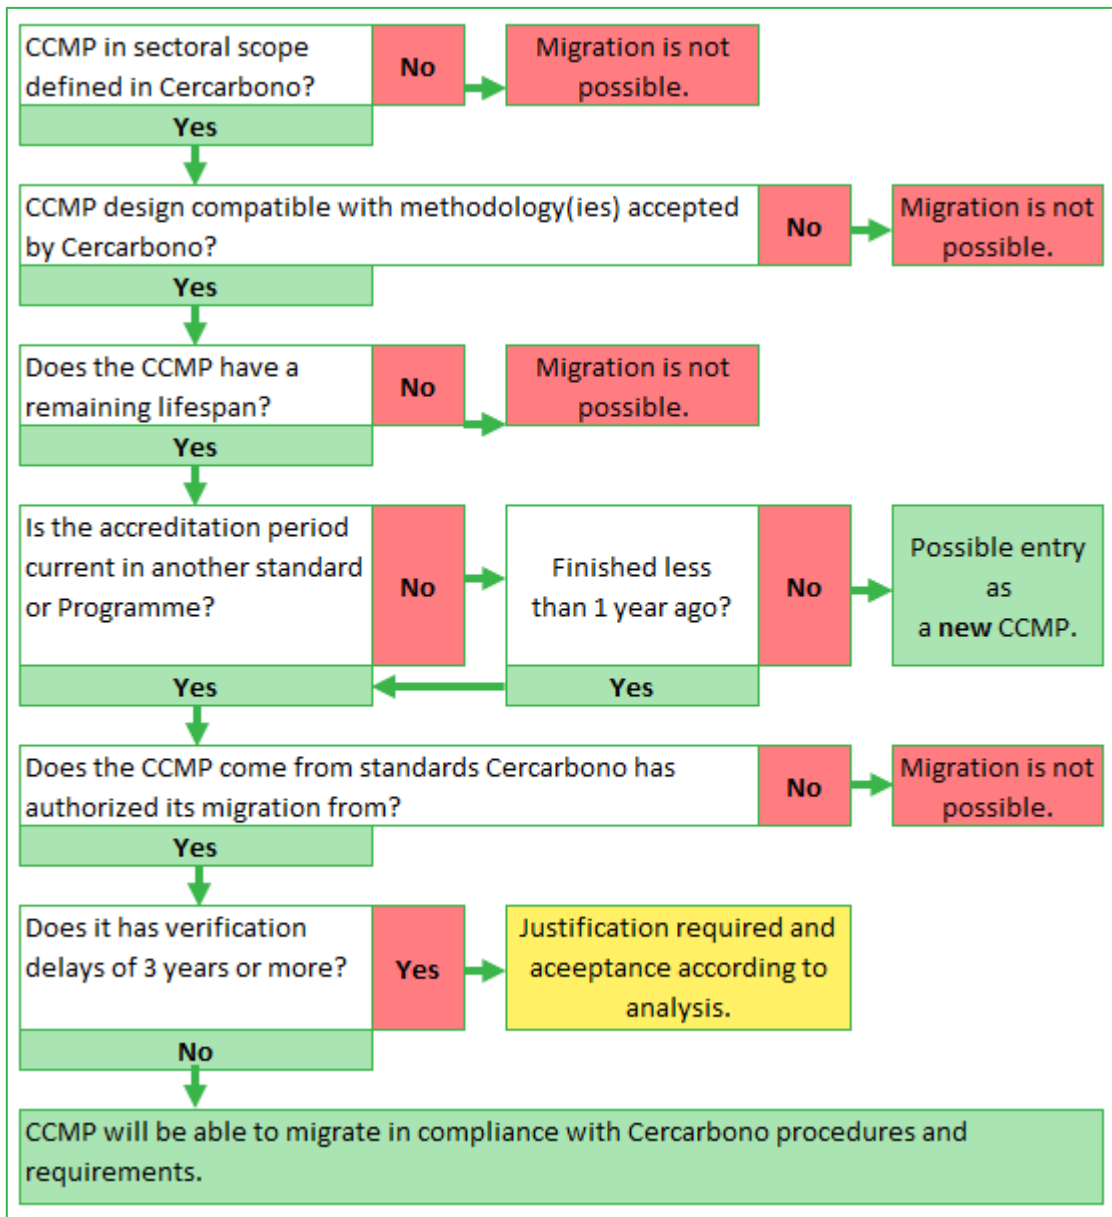 CCMP in sectoral scope
defined in Cercarbono?
No
Migration is not
possible.
Yes
CCMP design compatible with methodology(ies) accepted
by Cercarbono?
No
Migration is not
possible.
Yes
Does the CCMP have a
remaining lifespan?
No
Migration is not
possible.
Yes
Is the accreditation period
current in another standard
or Programme?
No
Finished less
than 1 year ago?
No
Possible entry
as
a new CCMP.
Yes
Yes
Does the CCMP come from standards Cercarbono has
authorized its migration from?
No
Migration is not
possible.
Yes
Does it has verification
delays of 3 years or more?
Yes
Justification required and
aceeptance according to
analysis.
No
CCMP will be able to migrate in compliance with Cercarbono procedures and
requirements.